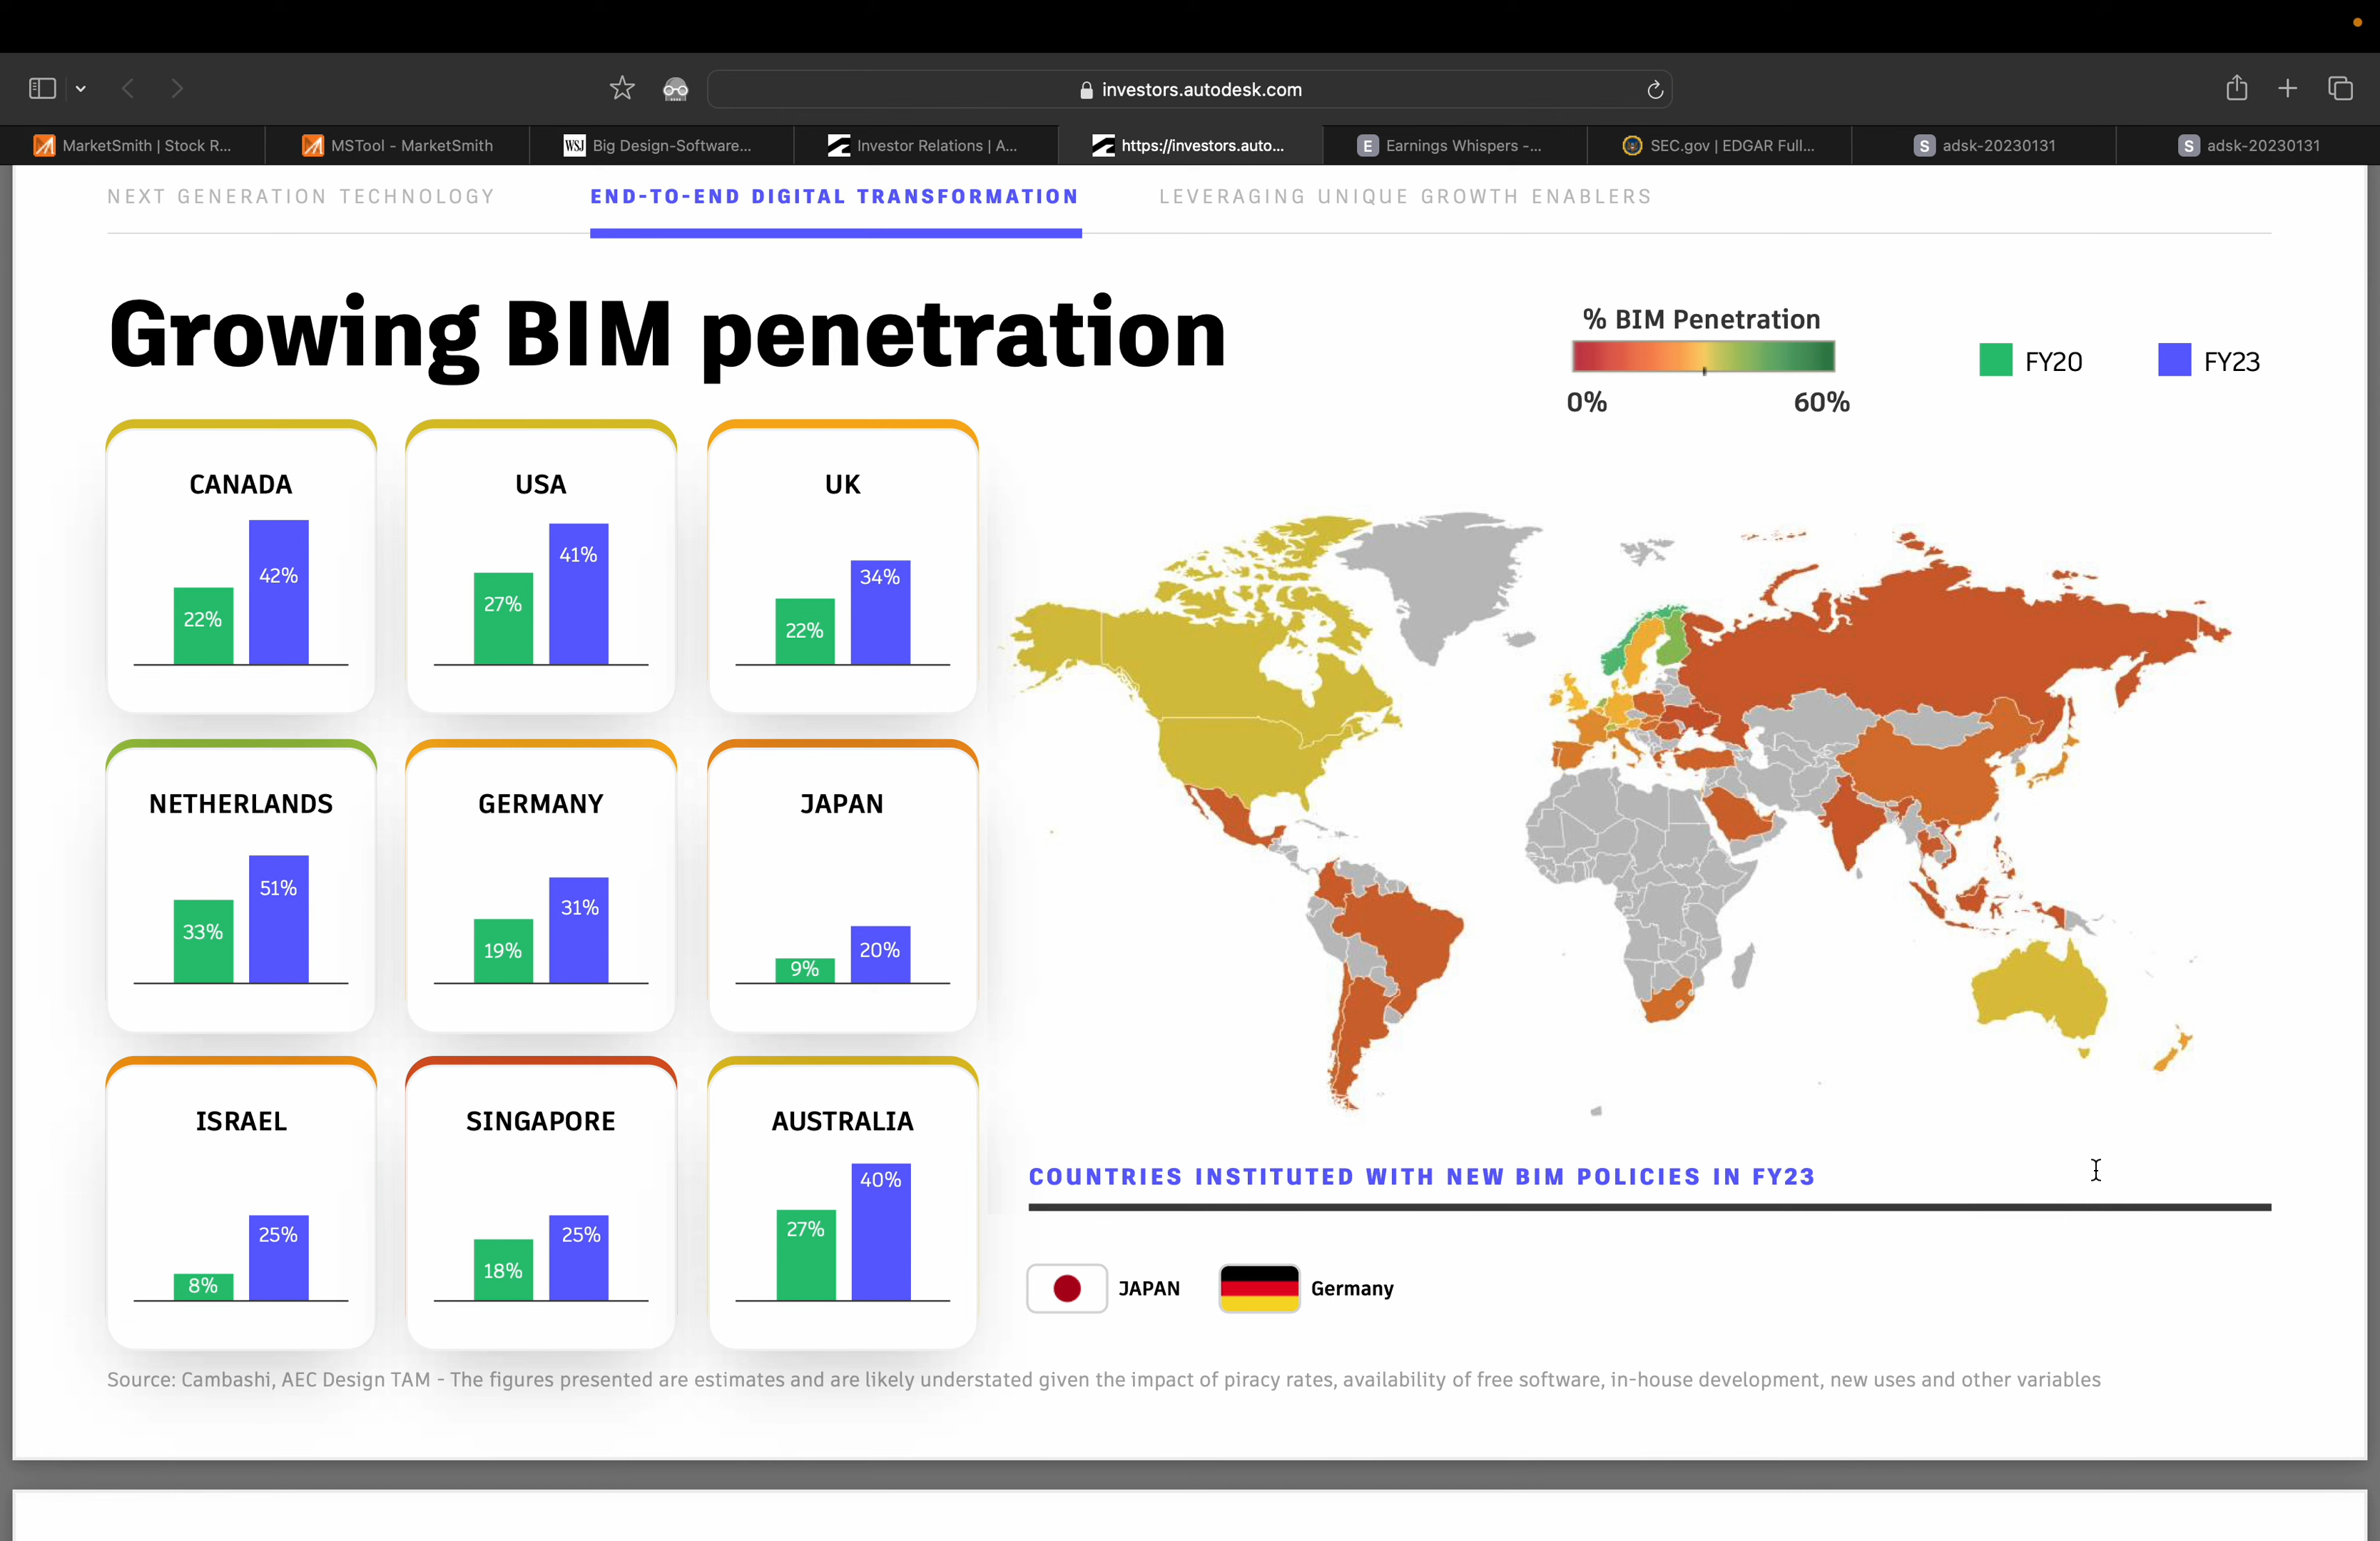 investors.autodesk.com
MarketSmith | Stock R...
MSTool - MarketSmith
WSJ
Big Design-Software...
Investor Relations | A...
https://investors.auto...
E
Earnings Whispers -...
SEC.gov | EDGAR Full...
S
adsk-20230131
S
adsk-20230131
NEXT GENERATION TECHNOLOGY
END-TO-END DIGITAL TRANSFORMATION
LEVERAGING UNIQUE GROWTH ENABLERS
Growing BIM penetration
% BIM Penetration
0%
60%
FY20
FY23
CANADA
22%
42%
USA
27%
41%
UK
22%
34%
NETHERLANDS
33%
51%
GERMANY
19%
31%
JAPAN
9%
20%
ISRAEL
8%
25%
SINGAPORE
18%
25%
AUSTRALIA
27%
40%
COUNTRIES INSTITUTED WITH NEW BIM POLICIES IN FY23
JAPAN
Germany
Source: Cambashi, AEC Design TAM - The figures presented are estimates and are likely understated given the impact of piracy rates, availability of free software, in-house development, new uses and other variables